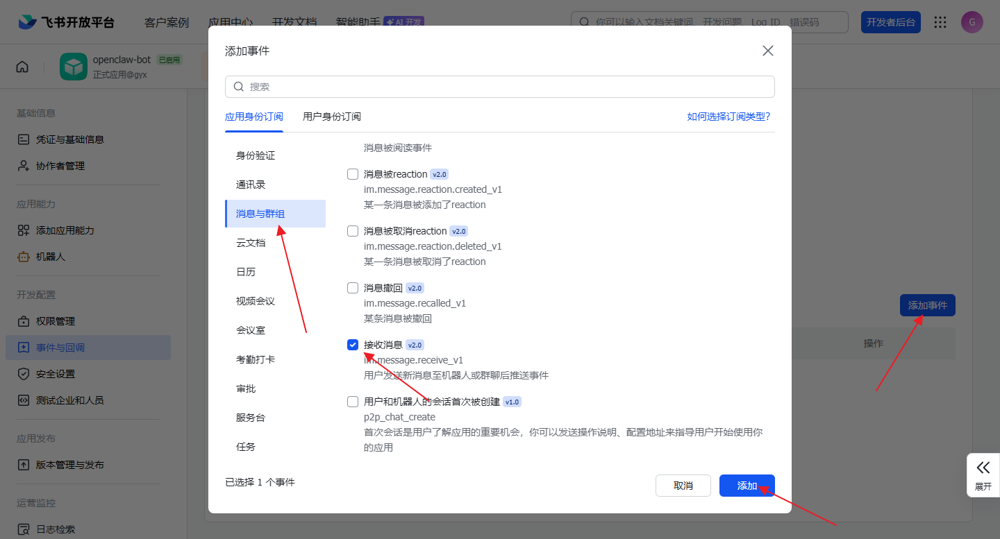 飞书开放平台
客户案例
应用中心
开发文档
智能助手
AI 开发
你可以输入文档关键词、开发问题、Log ID、错误码
开发者后台
G
openclaw-bot
已启用
正式应用@gyx
基础信息
凭证与基础信息
协作者管理
应用能力
添加应用能力
机器人
开发配置
权限管理
事件与回调
安全设置
测试企业和人员
应用发布
版本管理与发布
运营监控
日志检索
添加事件
搜索
应用身份订阅
用户身份订阅
如何选择订阅类型?
身份验证
通讯录
消息与群组
云文档
日历
视频会议
会议室
考勤打卡
审批
服务台
任务
消息被阅读事件
消息被reaction v2.0
im.message.reaction.created_v1
某一条消息被添加了reaction
消息被取消reaction v2.0
im.message.reaction.deleted_v1
某一条消息被取消了reaction
消息撤回 v2.0
im.message.recalled_v1
某条消息被撤回
接收消息 v2.0
im.message.receive_v1
用户发送新消息至机器人或群聊后推送事件
用户和机器人的会话首次被创建 v1.0
p2p_chat_create
首次会话是用户了解应用的重要机会，你可以发送操作说明、配置地址来指导用户开始使用你
的应用
已选择 1 个事件
取消
添加
添加事件
操作
展开